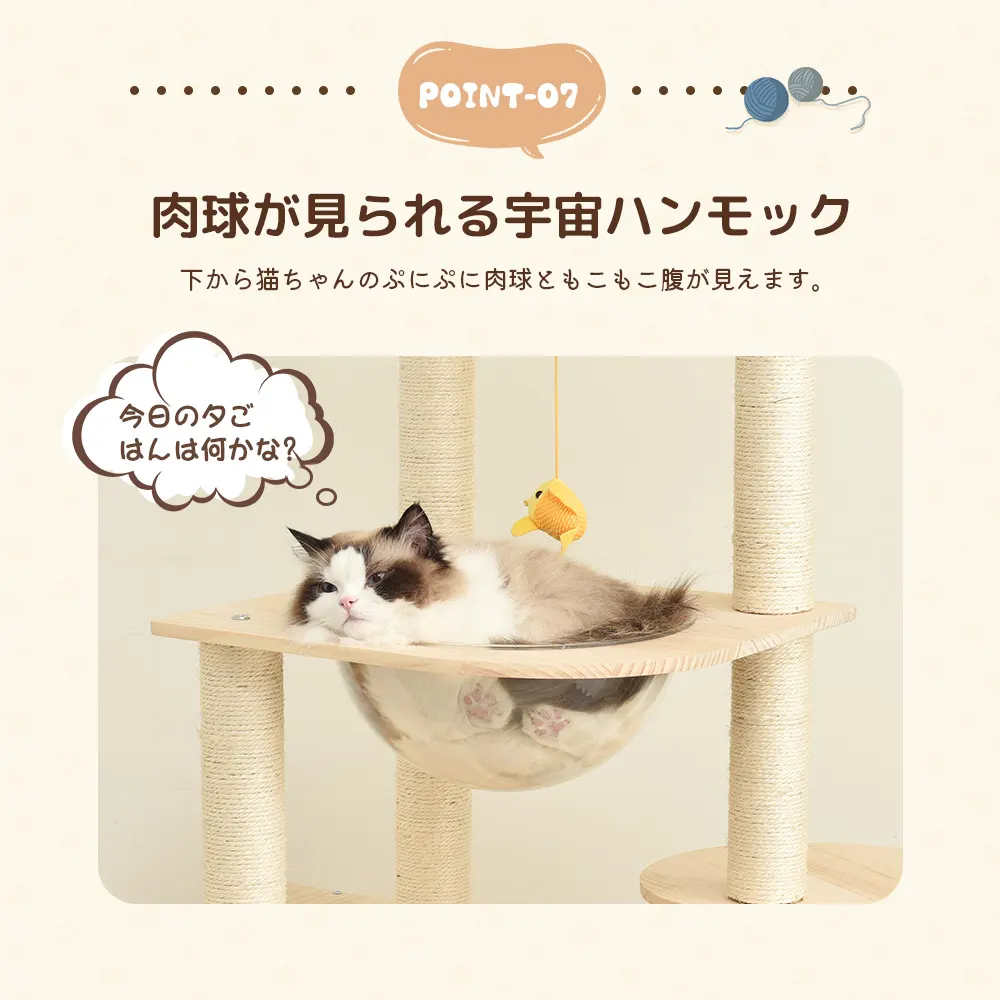 POINT-07
肉球が見られる宇宙ハンモック
下から猫ちゃんのぷにぷに肉球ともこもこ腹が見えます。
今日の夕ご
はんは何かな?